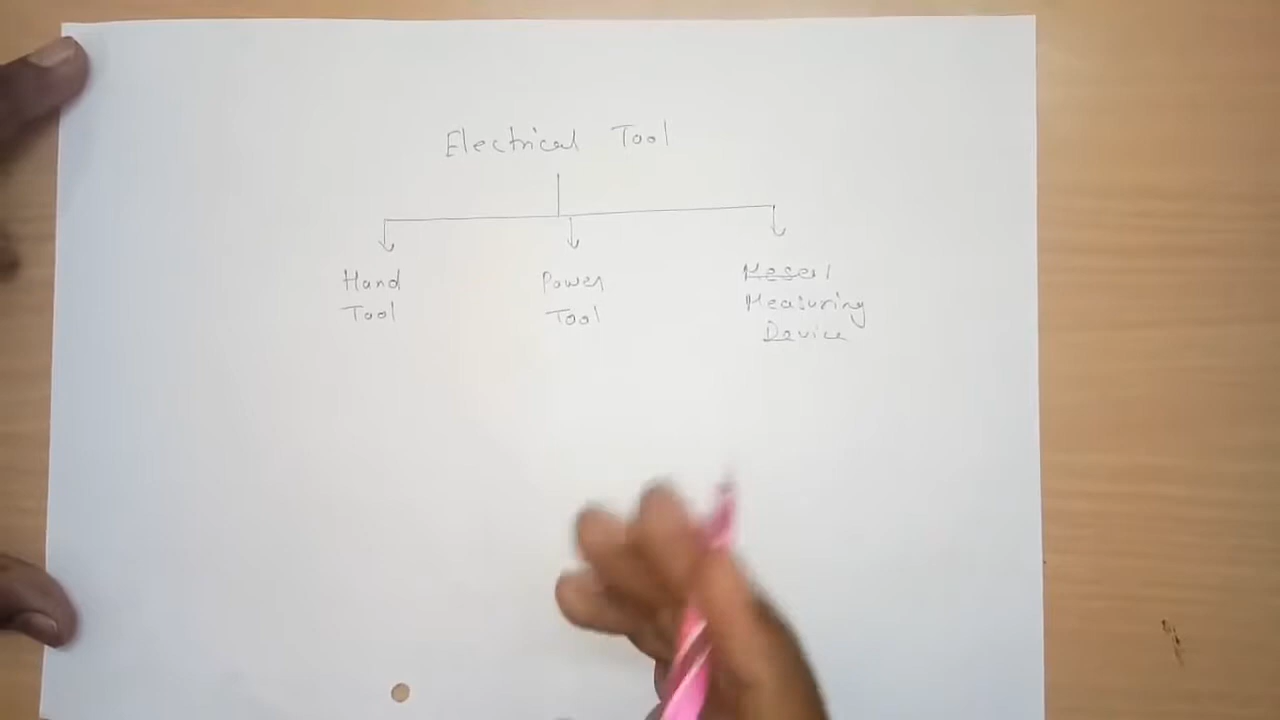 Electrical Tool
Hand
Tool
Power
Tool
Measuring
Device